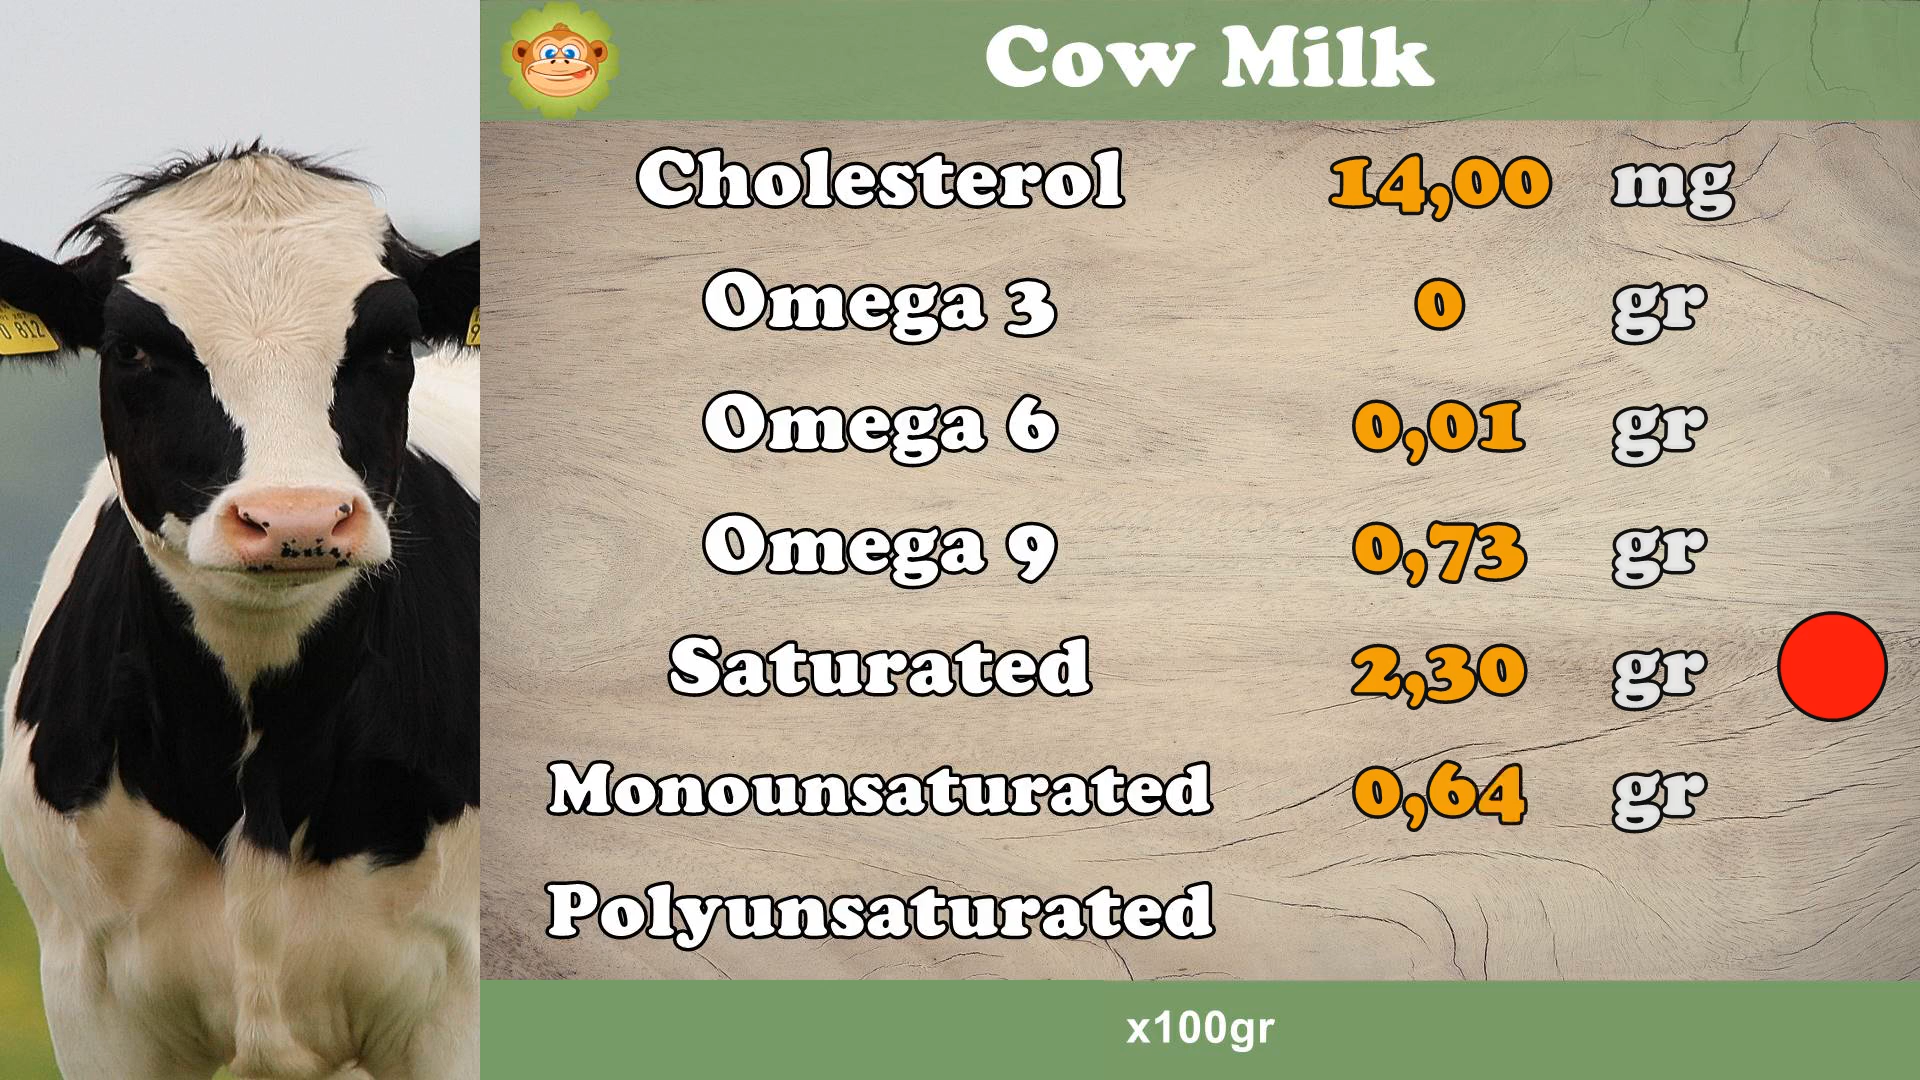 Cow Milk
Cholesterol 14,00 mg
Omega 3 0 gr
Omega 6 0,01 gr
Omega 9 0,73 gr
Saturated 2,30 gr
Monounsaturated 0,64 gr
Polyunsaturated
x100gr
812